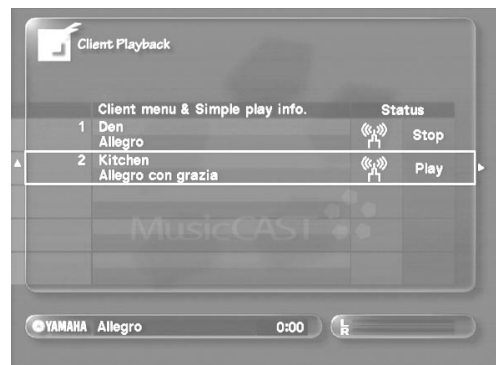 Client Playback
Client menu & Simple play info. Status
1 Den Stop
Allegro
2 Kitchen Play
Allegro con grazia
MusicCAST
YAMAHA Allegro 0:00 L
R